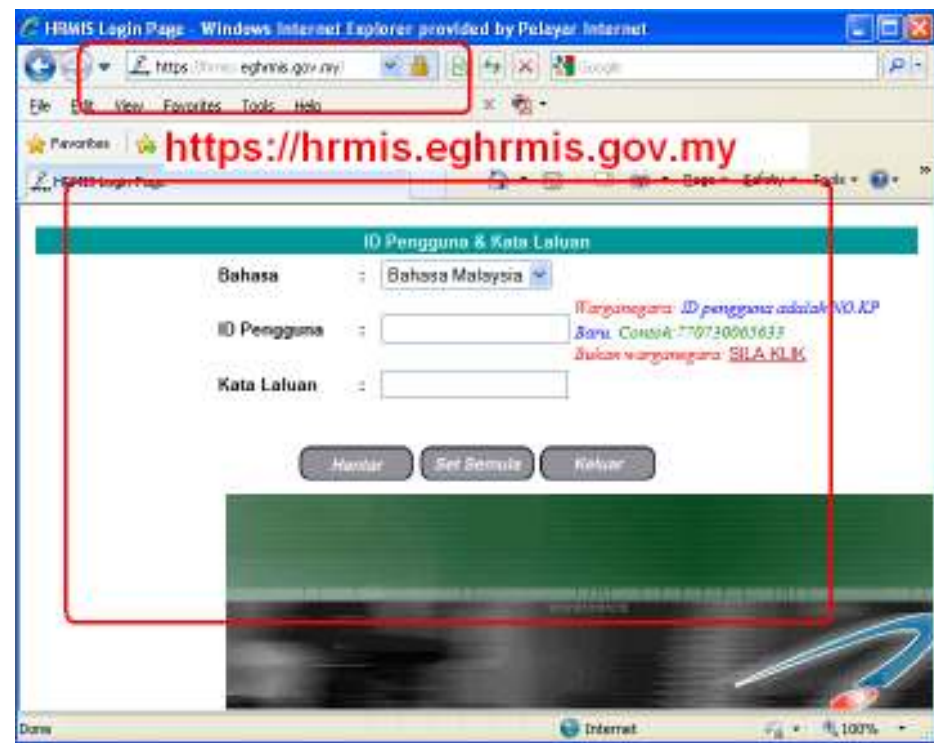 HRMIS Login Page - Windows Internet Explorer provided by Pelayar Internet
https://hrmis.eghrmis.gov.my/
Google
File Edit View Favorites Tools Help
Favorites
https://hrmis.eghrmis.gov.my
HRMIS Login Page
Page Safety Tools
ID Pengguna & Kata Laluan
Bahasa : Bahasa Malaysia
Warganegara: ID pengguna adalah NO.KP
ID Pengguna :
Baru. Contoh:770730065633
Bukan warganegara: SILA KLIK
Kata Laluan :
Hantar Set Semula Keluar
Done Internet 100%